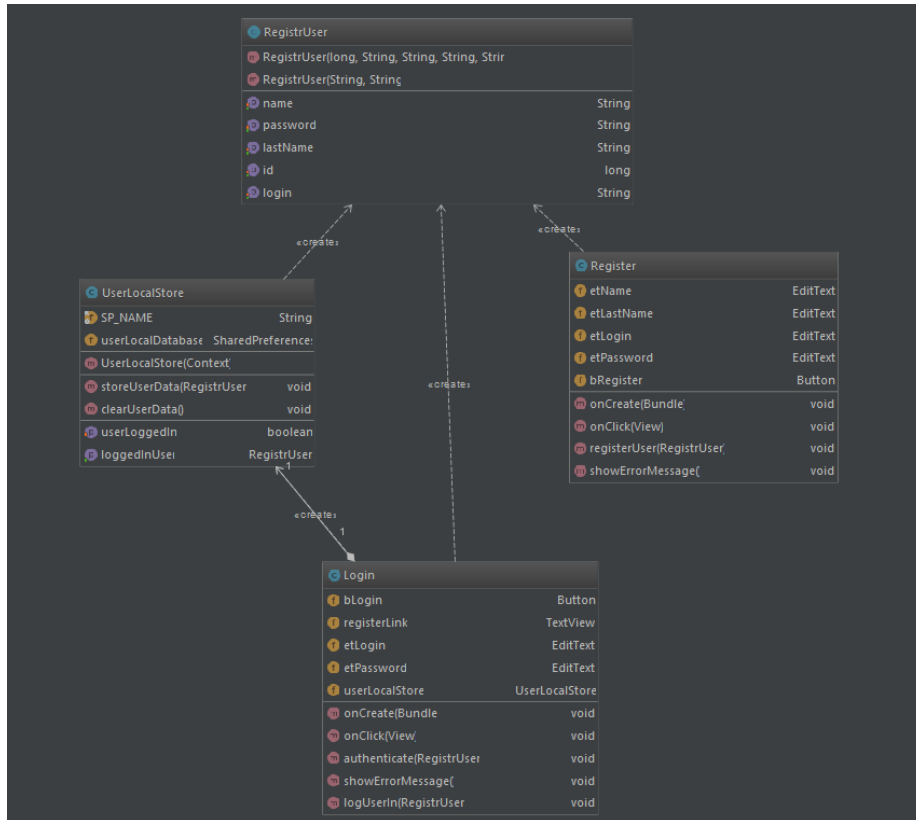 RegistrUser
RegistrUser(long, String, String, String, Strir
RegistrUser(String, String
name String
password String
lastName String
id long
login String
«create»
«create»
UserLocalStore
SP_NAME String
userLocalDatabase SharedPreference:
UserLocalStore(Context)
storeUserData(RegistrUser void
clearUserData() void
userLoggedIn boolean
loggedInUser RegistrUser
Register
etName EditText
etLastName EditText
etLogin EditText
etPassword EditText
bRegister Button
onCreate(Bundle) void
onClick(View) void
registerUser(RegistrUser) void
showErrorMessage( void
«create»
1
«create»
1
Login
bLogin Button
registerLink TextView
etLogin EditText
etPassword EditText
userLocalStore UserLocalStore
onCreate(Bundle void
onClick(View) void
authenticate(RegistrUser void
showErrorMessage( void
logUserIn(RegistrUser void